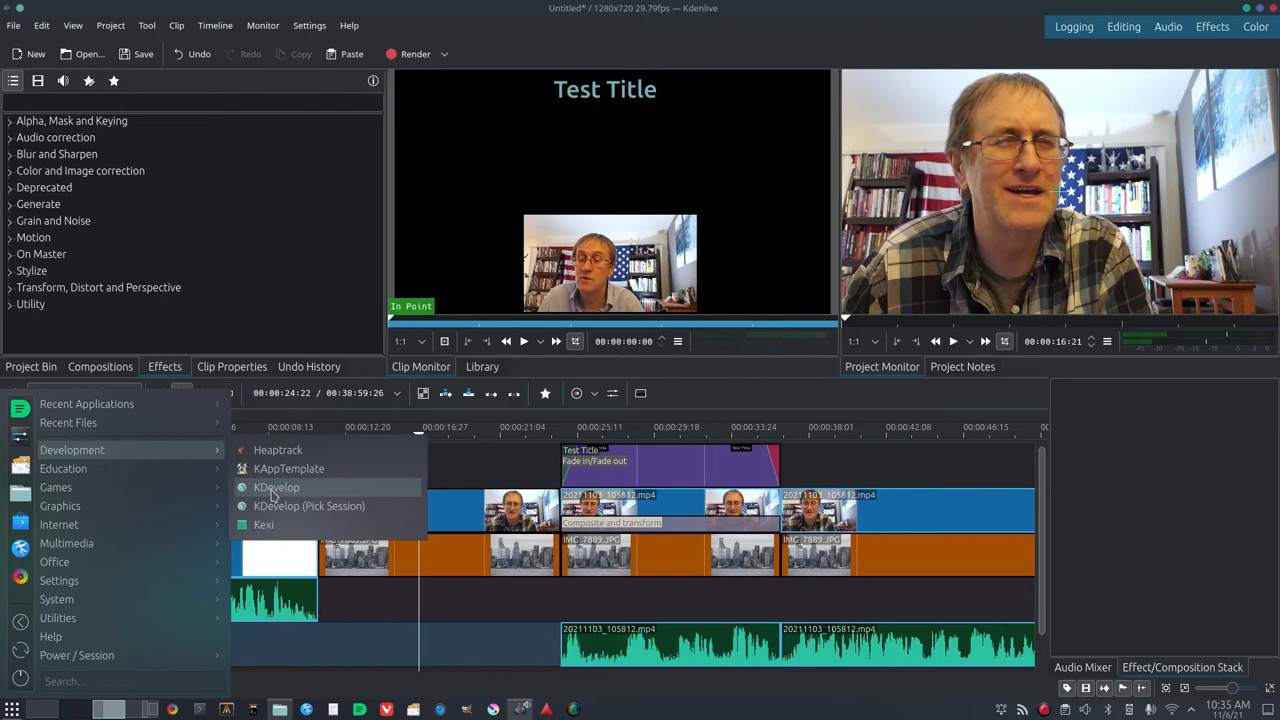 Untitled* / 1280x720 29.79fps — Kdenlive
File Edit View Project Tool Clip Timeline Monitor Settings Help
Logging Editing Audio Effects Color
New Open... Save Undo Redo Copy Paste Render
Alpha, Mask and Keying
Audio correction
Blur and Sharpen
Color and Image correction
Deprecated
Generate
Grain and Noise
Motion
On Master
Stylize
Transform, Distort and Perspective
Utility
Test Title
In Point
1:1 00:00:00:00
1:1 00:00:16:21
-45 -30 -20
Project Bin Compositions Effects Clip Properties Undo History
Clip Monitor Library
Project Monitor Project Notes
00:00:24:22 / 00:38:59:26
6 00:00:08:13 00:00:12:20 00:00:16:27 00:00:21:04 00:00:25:11 00:00:29:18 00:00:33:24 00:00:38:01 00:00:42:08 00:00:46:15 00:
Recent Applications
Recent Files
Development
Education
Games
Graphics
Internet
Multimedia
Office
Settings
System
Utilities
Help
Power / Session
Search...
Heaptrack
KAppTemplate
KDevelop
KDevelop (Pick Session)
Kexi
Test Title
Test Title
Fade in/Fade out
20211103_105812.mp4
20211103_105812.mp4
Composite and transform
IMG_7889.JPG
IMG_7889.JPG
IMG_7889.JPG
20211103_105812.mp4
20211103_105812.mp4
Audio Mixer Effect/Composition Stack
10:35 AM
11/6/21